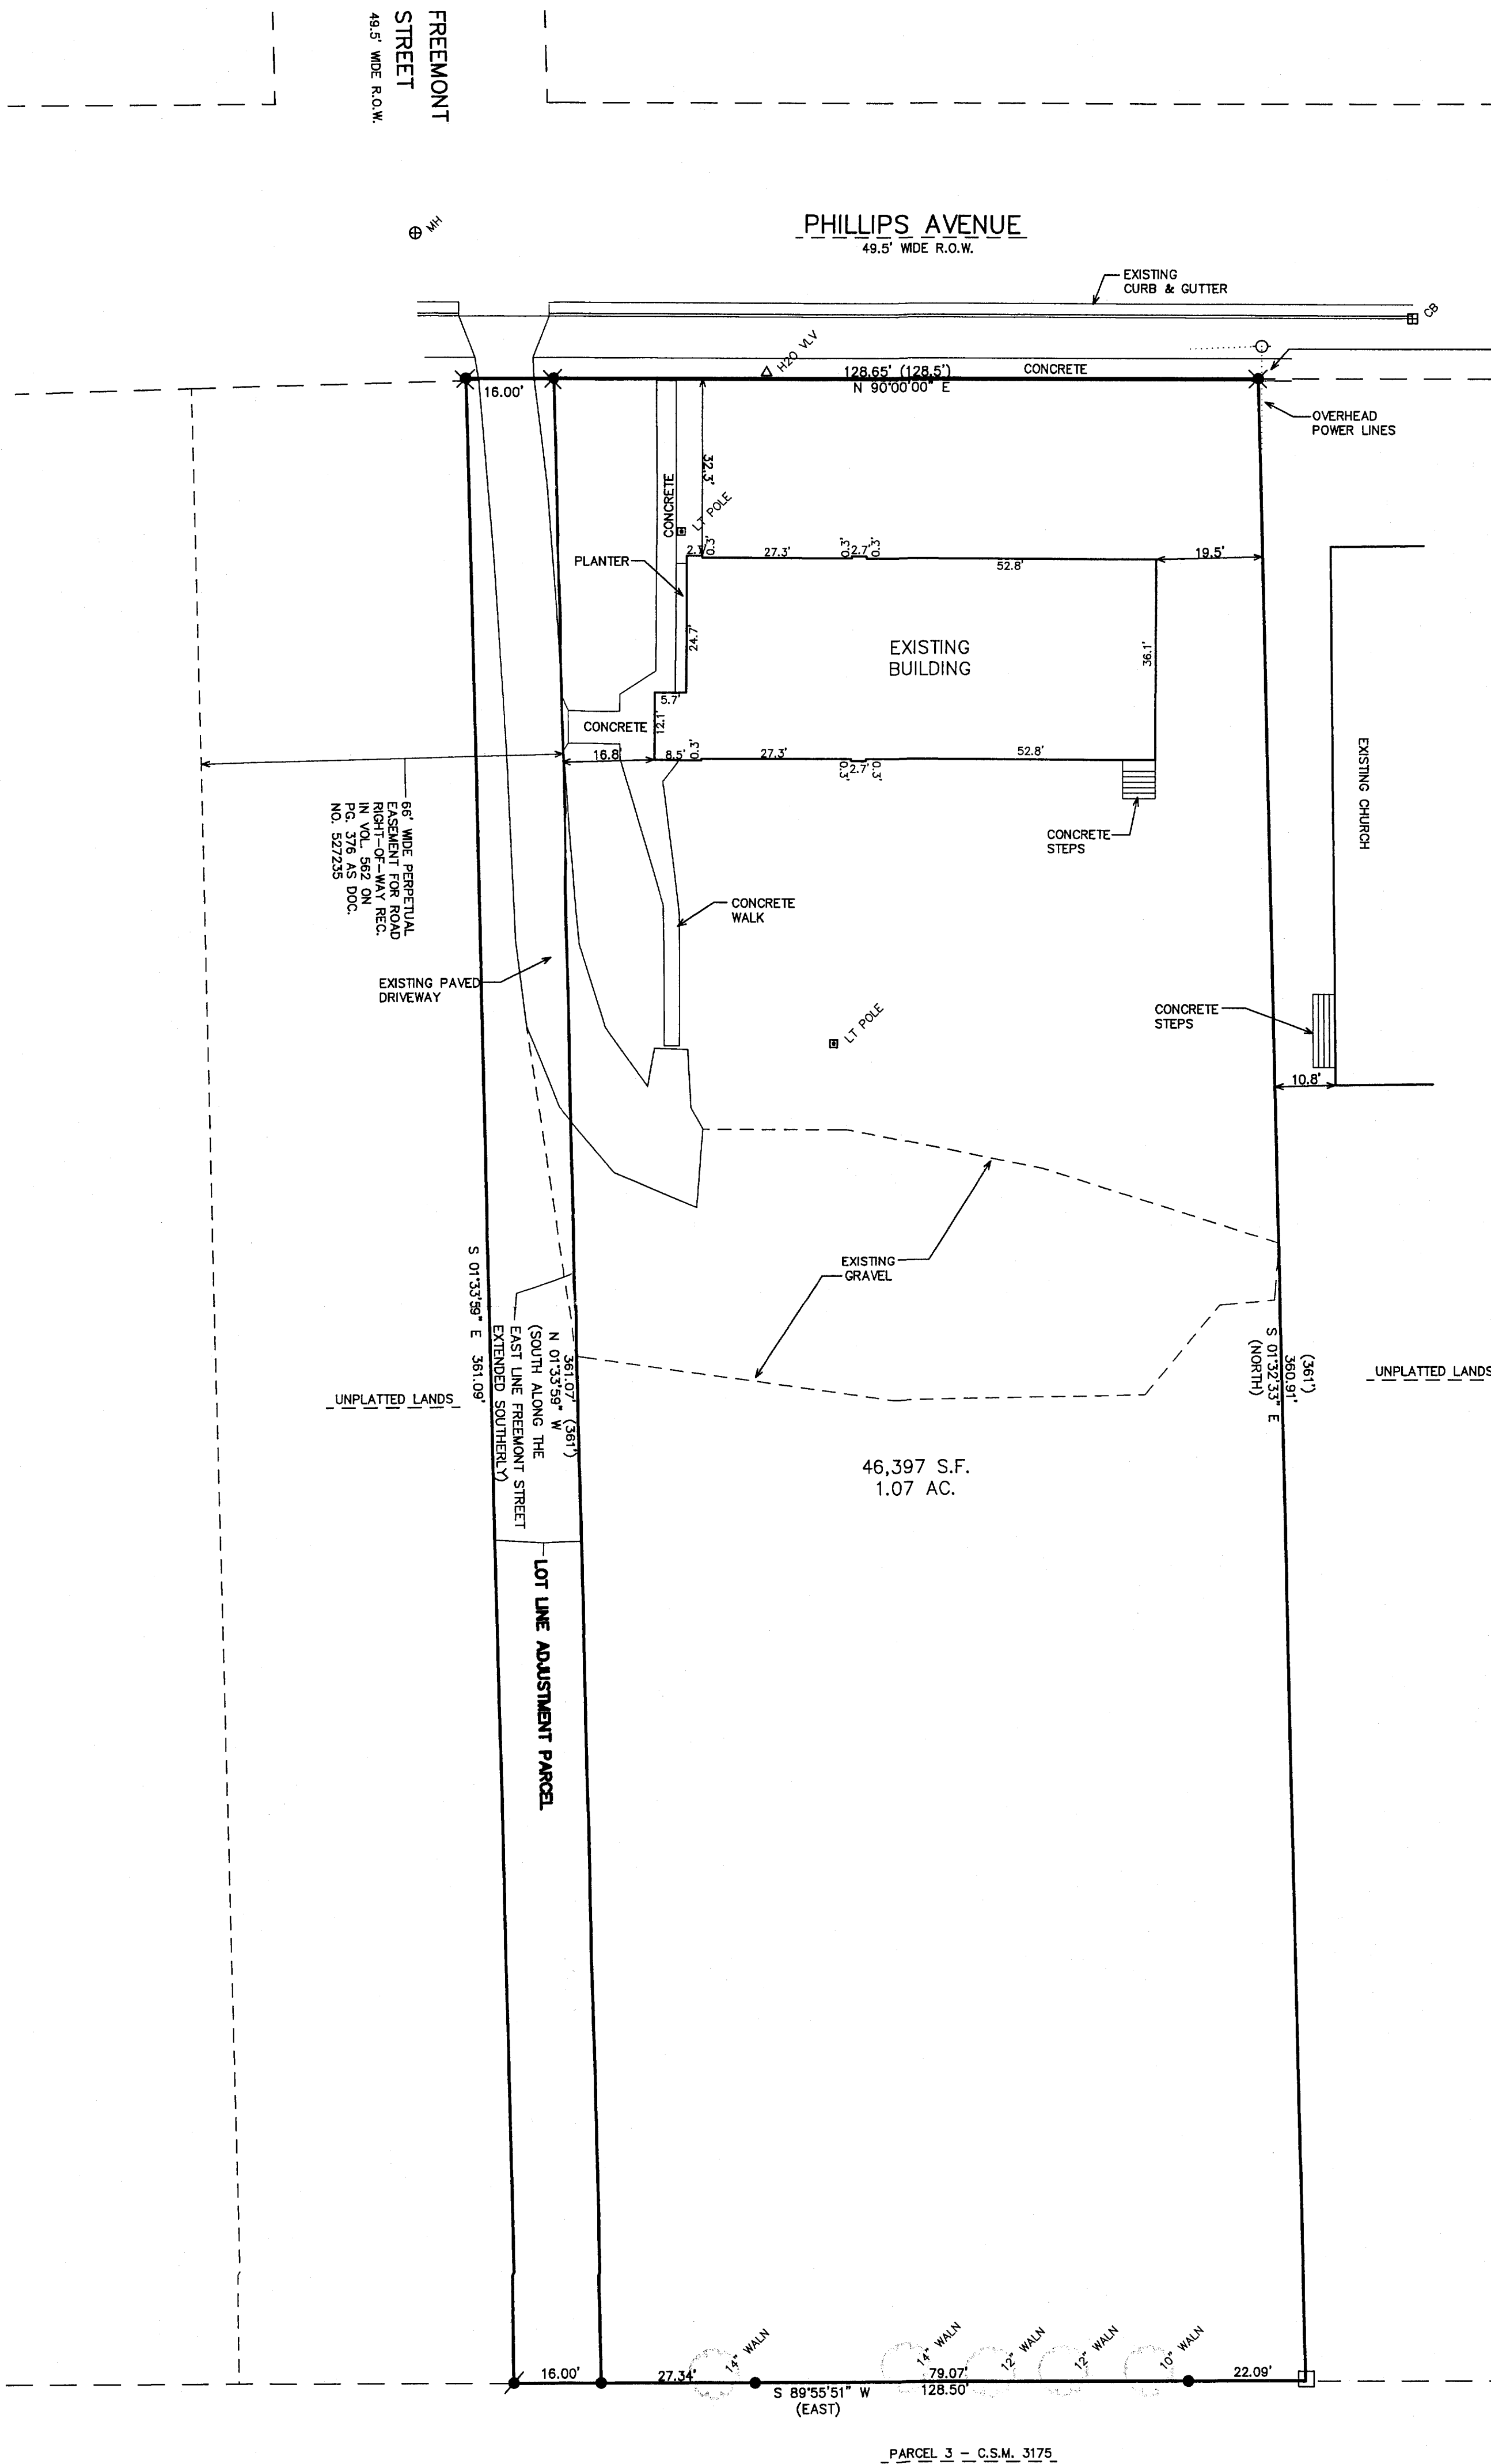 FREEMONT
STREET
49.5' WIDE R.O.W.
MH
PHILLIPS AVENUE
49.5' WIDE R.O.W.
EXISTING
CURB & GUTTER
CB
H2O VLV
128.65' (128.5')
CONCRETE
16.00'
N 90°00'00" E
OVERHEAD
POWER LINES
32.3'
CONCRETE
LT POLE
PLANTER
0.3'
27.3'
0.3'
2.7'
0.3'
52.8'
19.5'
24.7'
EXISTING
BUILDING
36.1'
5.7'
CONCRETE
12.1'
16.8'
8.5'
0.3'
27.3'
0.3'
2.7'
0.3'
52.8'
EXISTING CHURCH
66' WIDE PERPETUAL
EASEMENT FOR ROAD
RIGHT-OF-WAY REC.
IN VOL. 562 ON
PG. 376 AS DOC.
NO. 527235
CONCRETE
STEPS
CONCRETE
WALK
EXISTING PAVED
DRIVEWAY
LT POLE
CONCRETE
STEPS
10.8'
EXISTING
GRAVEL
S 01°33'59" E 361.09'
361.07' (361')
N 01°33'59" W
(SOUTH ALONG THE
EAST LINE FREEMONT STREET
EXTENDED SOUTHERLY)
(361')
360.91'
S 01°32'33" E
(NORTH)
UNPLATTED LANDS
UNPLATTED LANDS
46,397 S.F.
1.07 AC.
LOT LINE ADJUSTMENT PARCEL
14" WALN
14" WALN
12" WALN
12" WALN
10" WALN
16.00'
27.34'
79.07'
22.09'
S 89°55'51" W
128.50'
(EAST)
PARCEL 3 - C.S.M. 3175